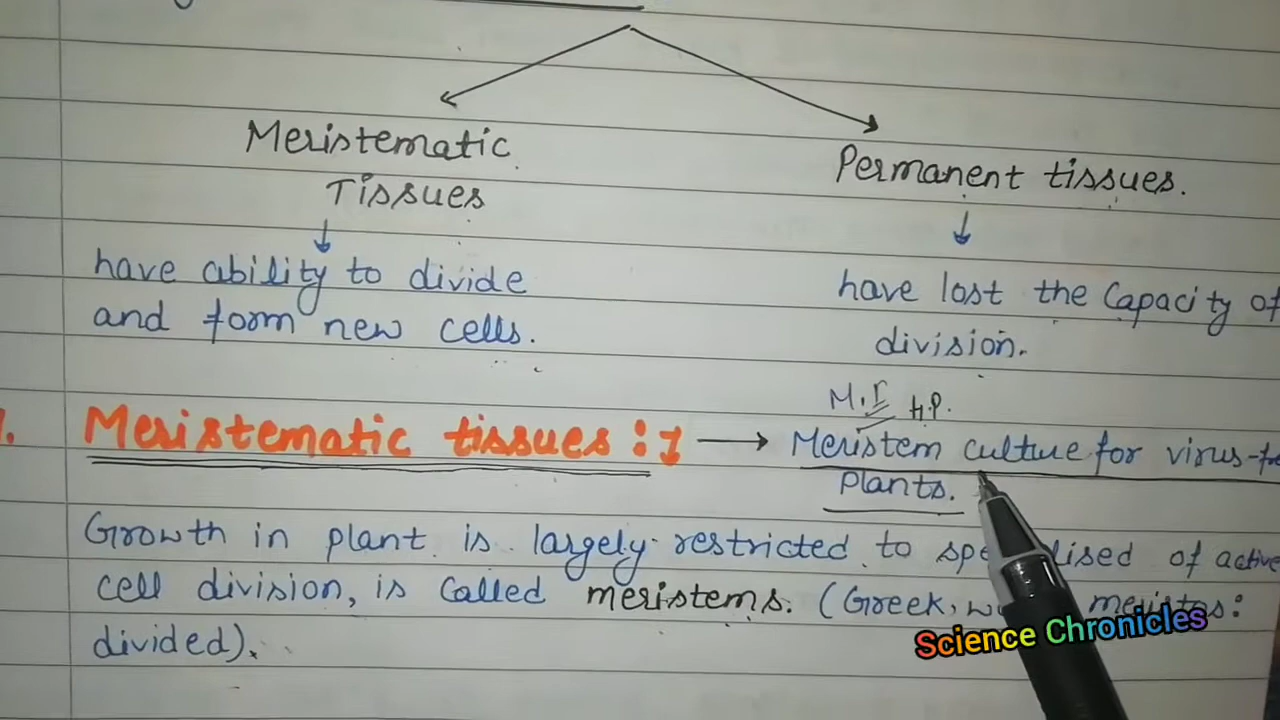 Meristematic
Tissues
Permanent tissues.
have ability to divide
and form new cells.
have lost the capacity of
division.
M.I H.P.
1. Meristematic tissues :1 → Meristem culture for virus-
Plants.
Growth in plant is largely restricted to of active
cell division, is called meristems. (Greek,
divided).
Science Chronicles